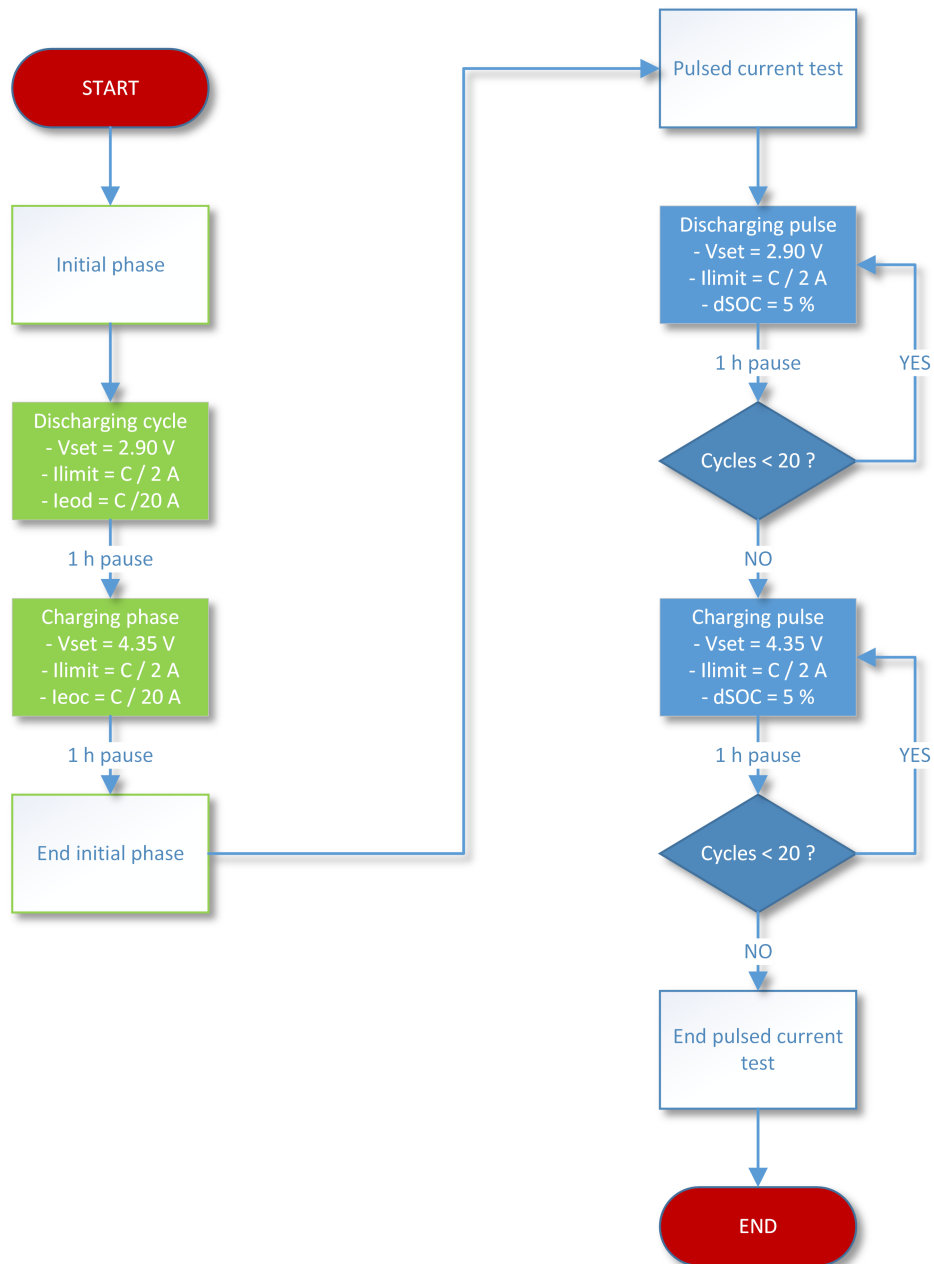 START
Initial phase
Discharging cycle
- Vset = 2.90 V
- Ilimit = C / 2 A
- Ieod = C /20 A
1 h pause
Charging phase
- Vset = 4.35 V
- Ilimit = C / 2 A
- Ieoc = C / 20 A
1 h pause
End initial phase
Pulsed current test
Discharging pulse
- Vset = 2.90 V
- Ilimit = C / 2 A
- dSOC = 5 %
1 h pause
YES
Cycles < 20 ?
NO
Charging pulse
- Vset = 4.35 V
- Ilimit = C / 2 A
- dSOC = 5 %
1 h pause
YES
Cycles < 20 ?
NO
End pulsed current
test
END